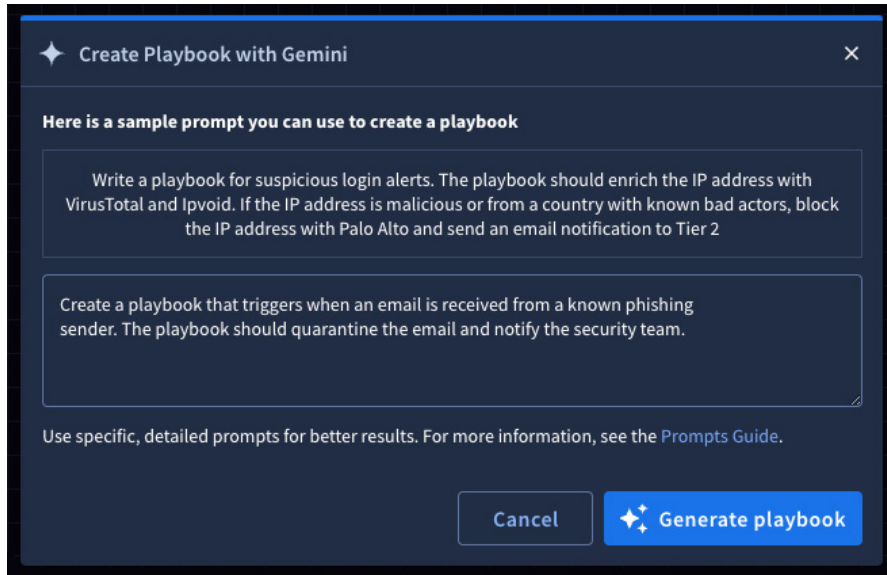 Create Playbook with Gemini
Here is a sample prompt you can use to create a playbook
Write a playbook for suspicious login alerts. The playbook should enrich the IP address with
VirusTotal and Ipvoid. If the IP address is malicious or from a country with known bad actors, block
the IP address with Palo Alto and send an email notification to Tier 2
Create a playbook that triggers when an email is received from a known phishing
sender. The playbook should quarantine the email and notify the security team.
Use specific, detailed prompts for better results. For more information, see the Prompts Guide.
Cancel
Generate playbook